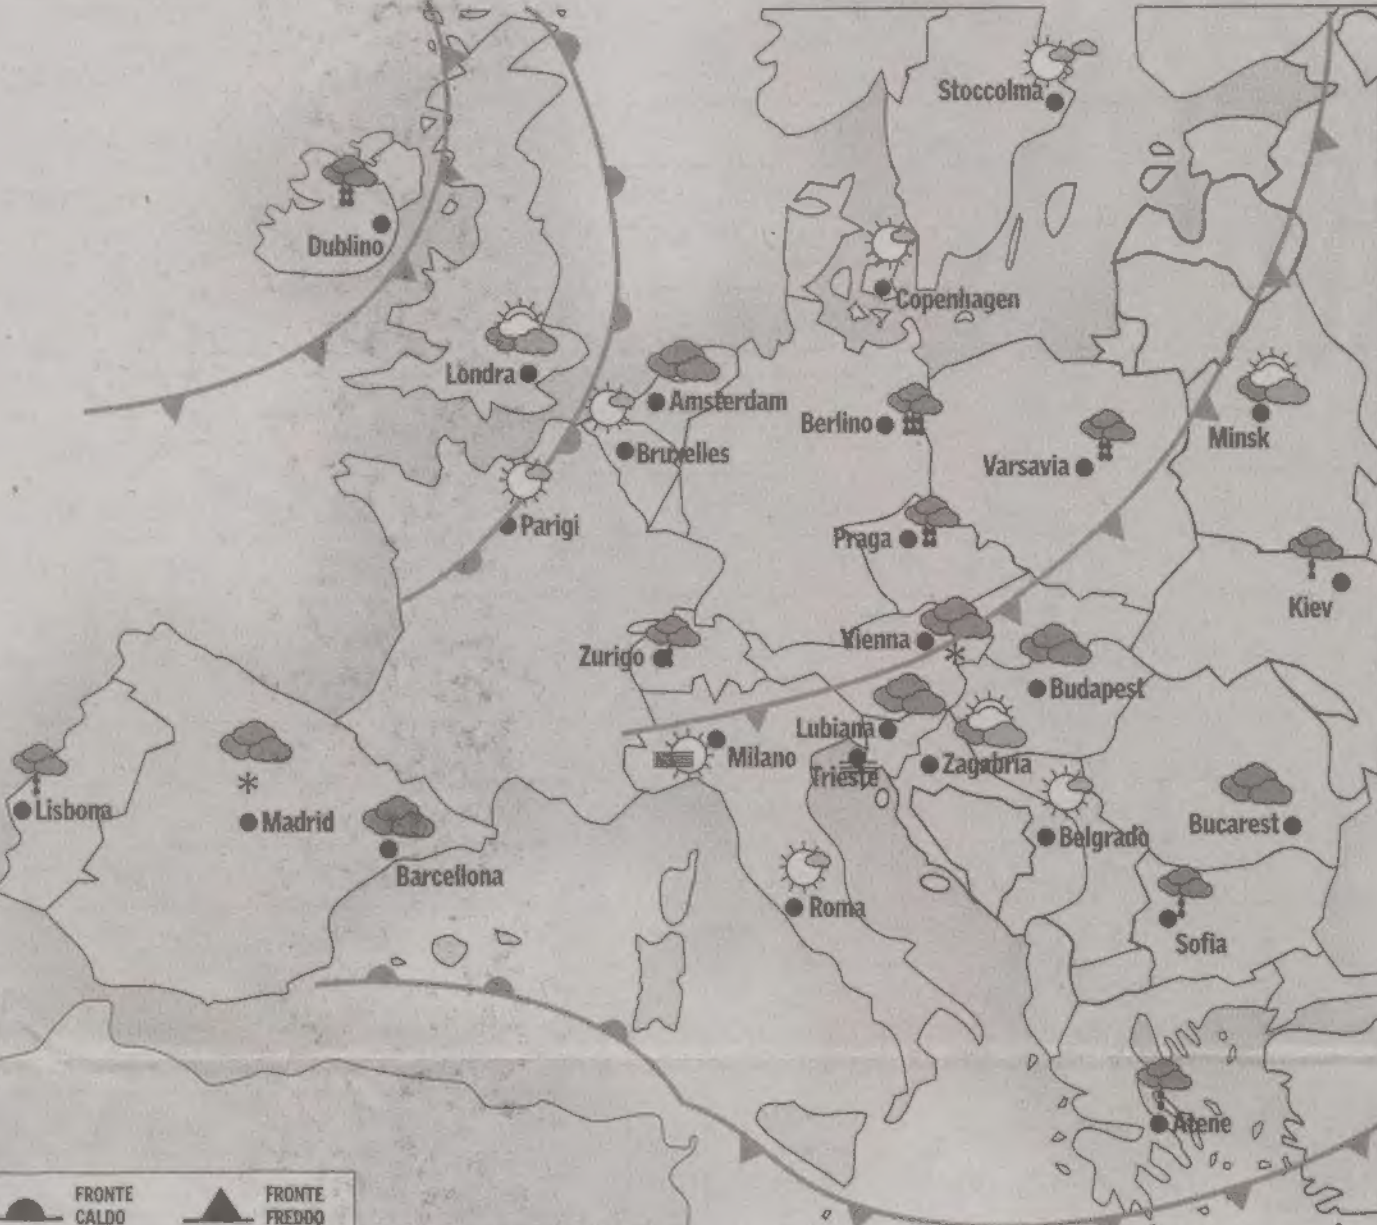 Stoccolma
Dublino
Copenhagen
Londra
Amsterdam
Berlino
Minsk
Bruxelles
Varsavia
Parigi
Praga
Kiev
Vienna
Zurigo
Budapest
Lubiana
Milano
Zagabria
Trieste
Lisbona
Madrid
Belgrado
Bucarest
Barcellona
Roma
Sofia
Atene
FRONTE
CALDO
FRONTE
FREDDO